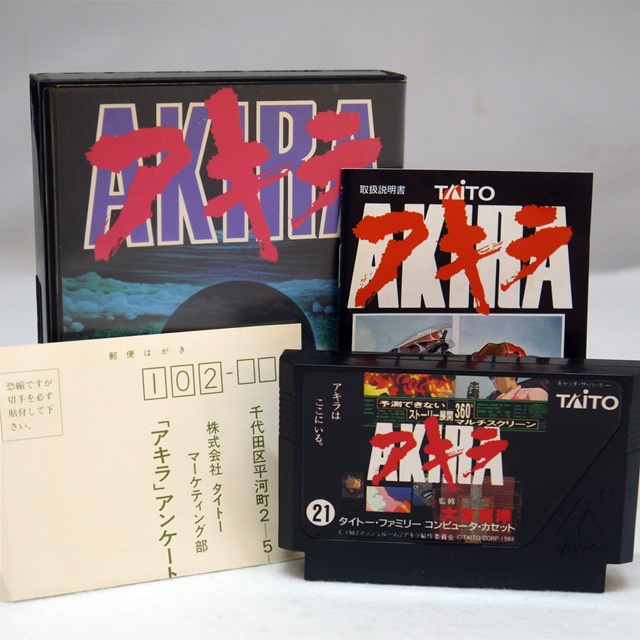 AKIRA
アキラ
取扱説明書
TAITO
AKIRA
アキラ
郵便はがき
恐縮ですが
切手を必ず
貼付して下
さい。
102-
千代田区平河町2-5-
株式会社 タイトー
マーケティング部
「アキラ」アンケート
アキラは
ここにいる。
予測できない
ストーリー展開
360°
マルチスクリーン
TAITO
AKIRA
アキラ
監修
21
タイトー・ファミリー コンピュータ・カセット
©TAITO CORP. 1988